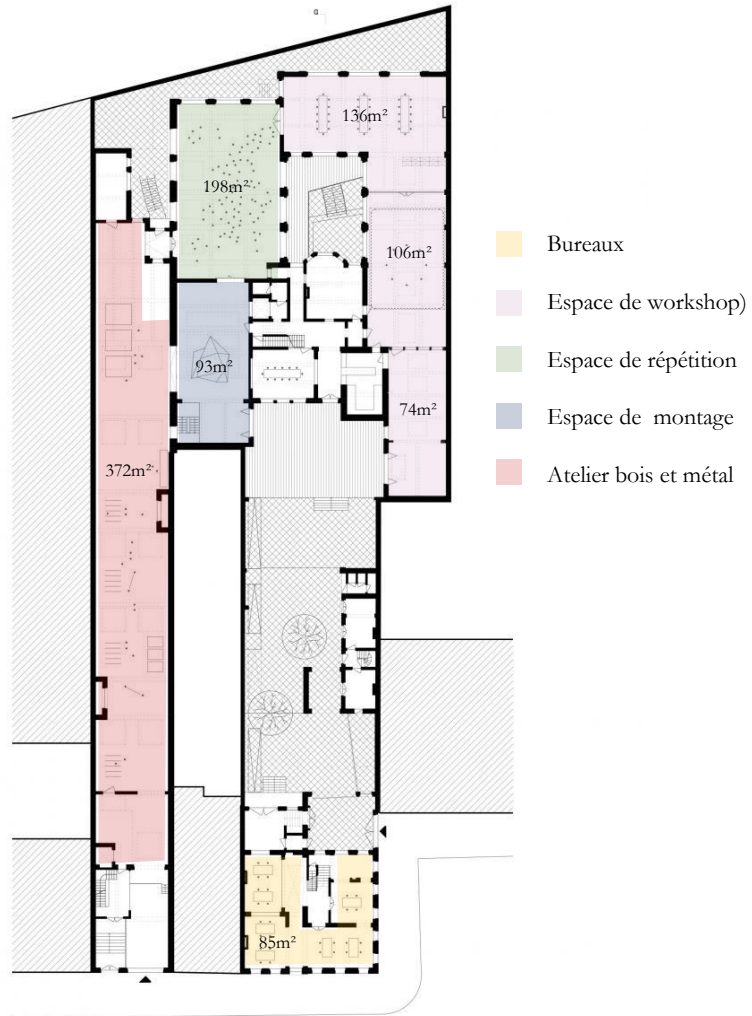 a
136m²
198m²
106m²
93m²
74m²
372m²
85m²
Bureaux
Espace de workshop)
Espace de répétition
Espace de montage
Atelier bois et métal